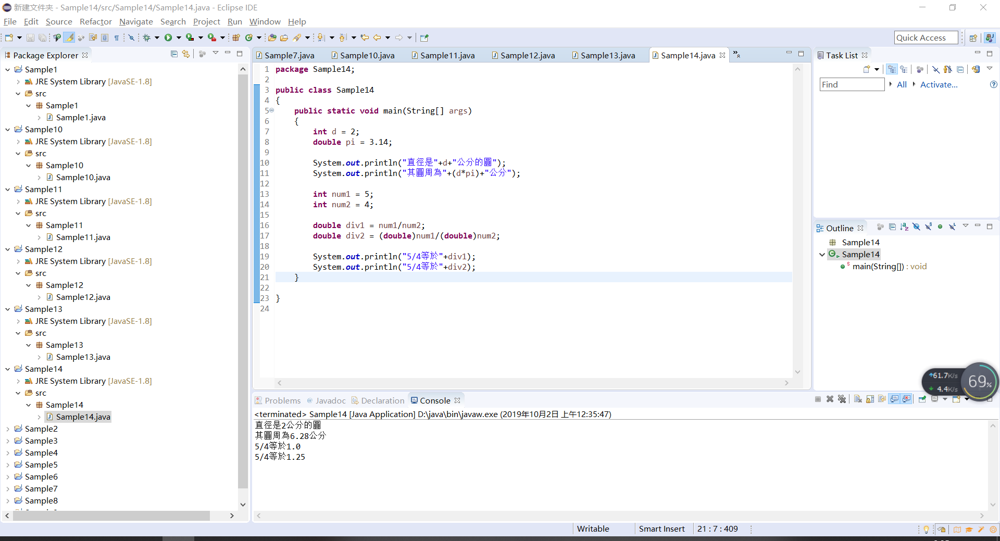 新建文件夹 - Sample14/src/Sample14/Sample14.java - Eclipse IDE
File Edit Source Refactor Navigate Search Project Run Window Help
Quick Access
Package Explorer
Sample1
JRE System Library [JavaSE-1.8]
src
Sample1
Sample1.java
Sample10
JRE System Library [JavaSE-1.8]
src
Sample10
Sample10.java
Sample11
JRE System Library [JavaSE-1.8]
src
Sample11
Sample11.java
Sample12
JRE System Library [JavaSE-1.8]
src
Sample12
Sample12.java
Sample13
JRE System Library [JavaSE-1.8]
src
Sample13
Sample13.java
Sample14
JRE System Library [JavaSE-1.8]
src
Sample14
Sample14.java
Sample2
Sample3
Sample4
Sample5
Sample6
Sample7
Sample8
Sample7.java Sample10.java Sample11.java Sample12.java Sample13.java Sample14.java »8
1 package Sample14;
2
3 public class Sample14
4 {
5 public static void main(String[] args)
6 {
7 int d = 2;
8 double pi = 3.14;
9
10 System.out.println("直徑是"+d+"公分的圓");
11 System.out.println("其圓周為"+(d*pi)+"公分");
12
13 int num1 = 5;
14 int num2 = 4;
15
16 double div1 = num1/num2;
17 double div2 = (double)num1/(double)num2;
18
19 System.out.println("5/4等於"+div1);
20 System.out.println("5/4等於"+div2);
21 }
22
23 }
24
Task List
Find All Activate...
Outline
Sample14
Sample14
main(String[]) : void
61.7K/s
4.4K/s
69%
Problems @ Javadoc Declaration Console
<terminated> Sample14 [Java Application] D:\java\bin\javaw.exe (2019年10月2日 上午12:35:47)
直徑是2公分的圓
其圓周為6.28公分
5/4等於1.0
5/4等於1.25
Writable Smart Insert 21 : 7 : 409